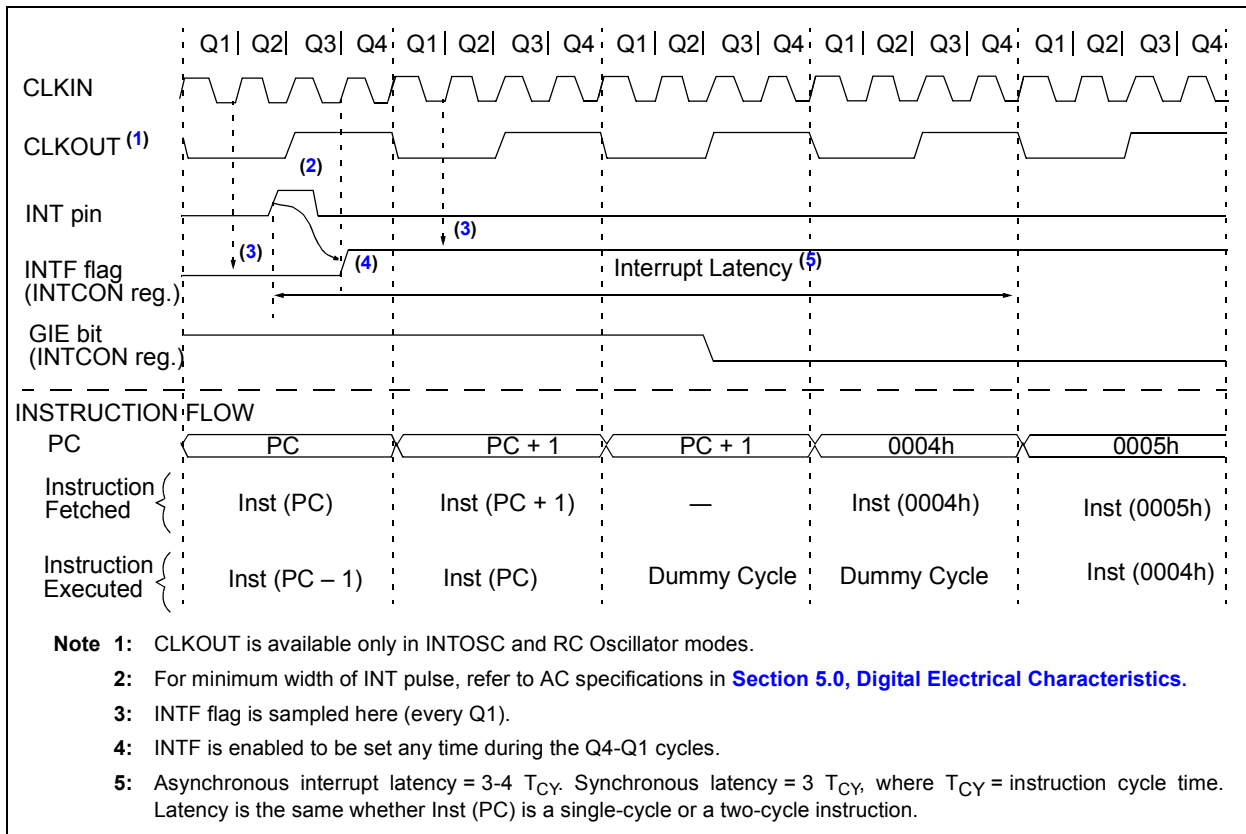 Q1| Q2| Q3| Q4 Q1| Q2| Q3| Q4 Q1| Q2| Q3| Q4 Q1| Q2| Q3| Q4 Q1| Q2| Q3| Q4
CLKIN
CLKOUT (1)
(2)
INT pin
(3)
(3)
(4)
INTF flag
(INTCON reg.)
Interrupt Latency (5)
GIE bit
(INTCON reg.)
INSTRUCTION FLOW
PC PC PC + 1 PC + 1 0004h 0005h
Instruction
Fetched
Inst (PC) Inst (PC + 1) — Inst (0004h) Inst (0005h)
Instruction
Executed
Inst (PC – 1) Inst (PC) Dummy Cycle Dummy Cycle Inst (0004h)
Note 1: CLKOUT is available only in INTOSC and RC Oscillator modes.
2: For minimum width of INT pulse, refer to AC specifications in Section 5.0, Digital Electrical Characteristics.
3: INTF flag is sampled here (every Q1).
4: INTF is enabled to be set any time during the Q4-Q1 cycles.
5: Asynchronous interrupt latency = 3-4 TCY. Synchronous latency = 3 TCY, where TCY = instruction cycle time.
Latency is the same whether Inst (PC) is a single-cycle or a two-cycle instruction.